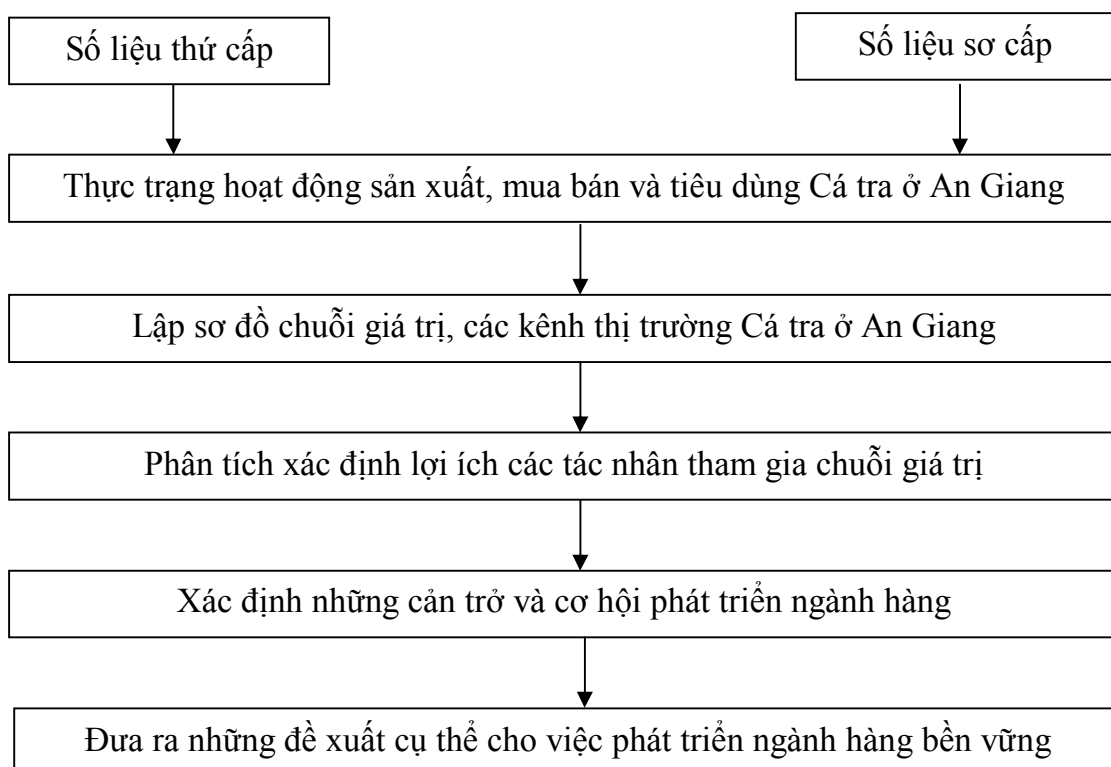 Số liệu thứ cấp
Số liệu sơ cấp
Thực trạng hoạt động sản xuất, mua bán và tiêu dùng Cá tra ở An Giang
Lập sơ đồ chuỗi giá trị, các kênh thị trường Cá tra ở An Giang
Phân tích xác định lợi ích các tác nhân tham gia chuỗi giá trị
Xác định những cản trở và cơ hội phát triển ngành hàng
Đưa ra những đề xuất cụ thể cho việc phát triển ngành hàng bền vững